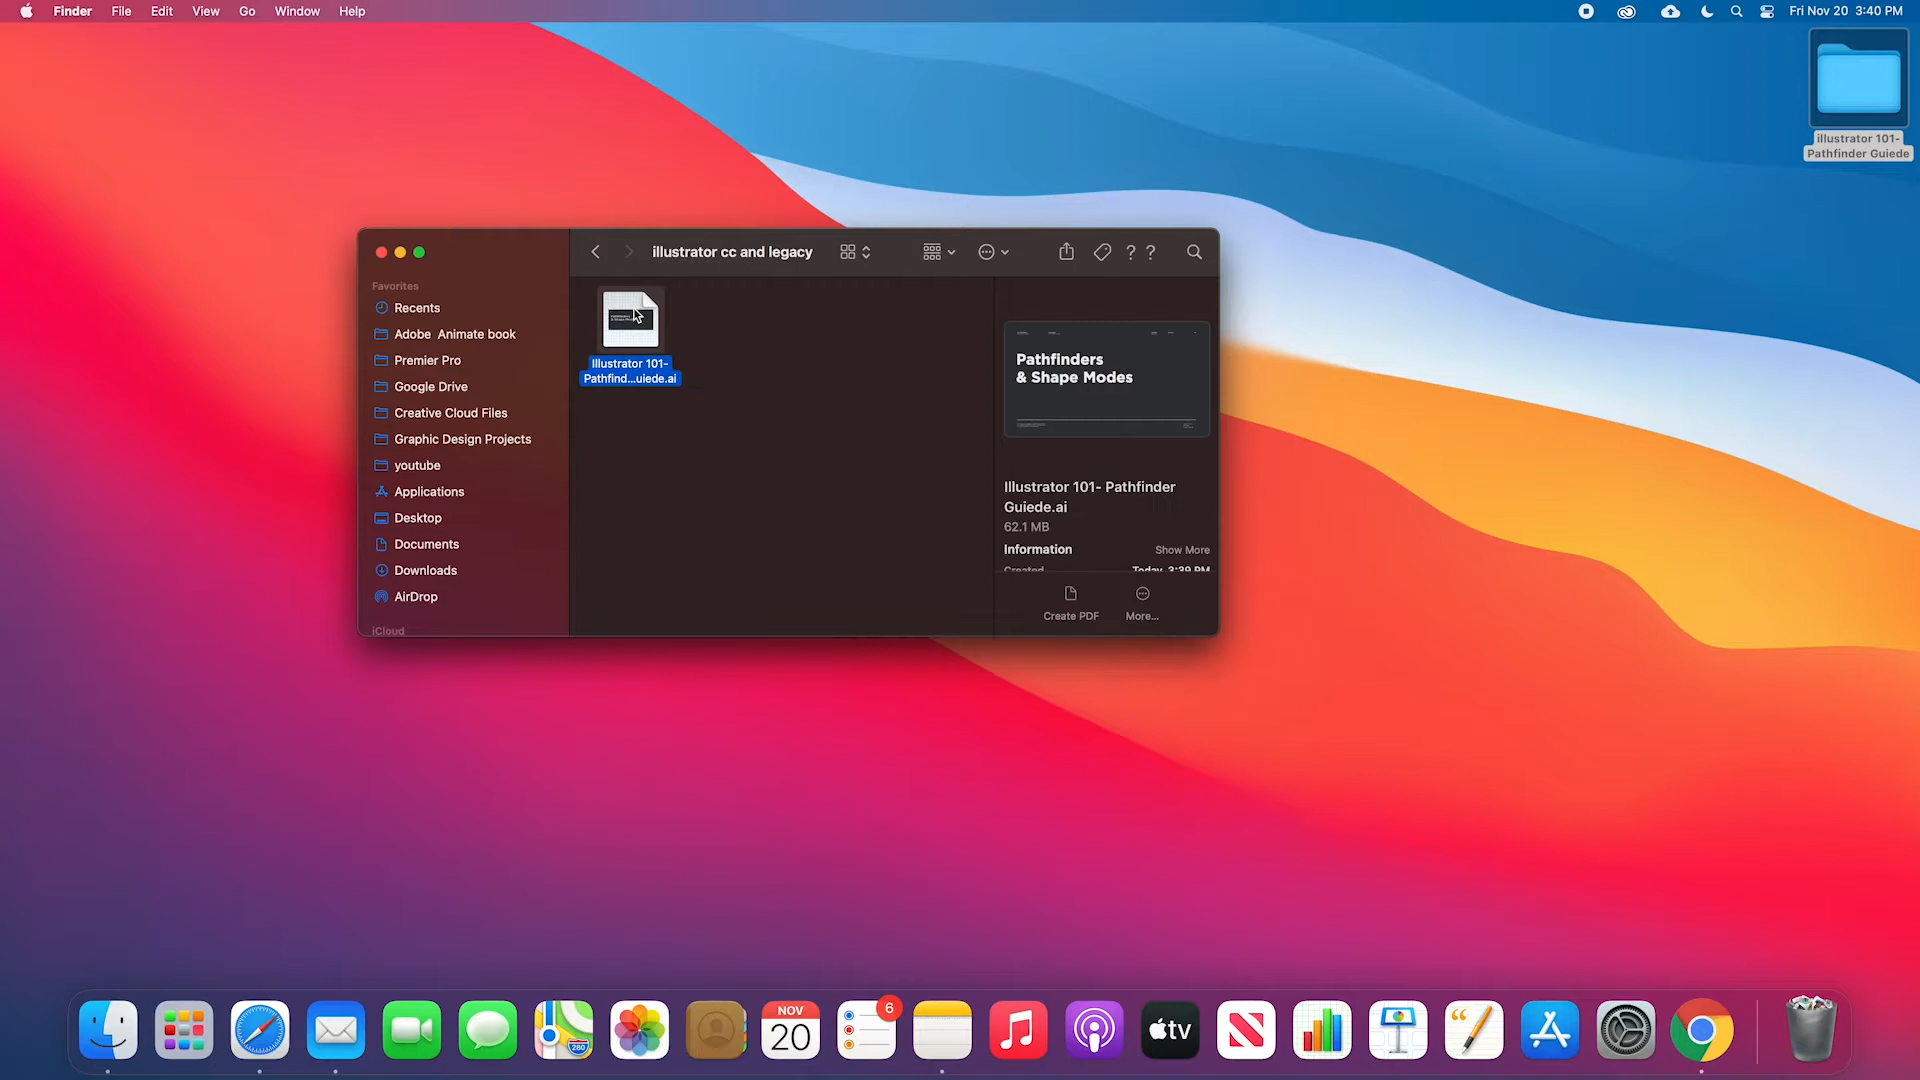 Finder File Edit View Go Window Help
Fri Nov 20 3:40 PM
illustrator 101-
Pathfinder Guiede
illustrator cc and legacy
? ?
Favorites
Recents
Adobe Animate book
Premier Pro
Google Drive
Creative Cloud Files
Graphic Design Projects
youtube
Applications
Desktop
Documents
Downloads
AirDrop
iCloud
Illustrator 101-
Pathfind...uiede.ai
Pathfinders
& Shape Modes
Illustrator 101- Pathfinder
Guiede.ai
62.1 MB
Information Show More
Created Today, 3:39 PM
Create PDF More...
NOV
20
6
280
tv